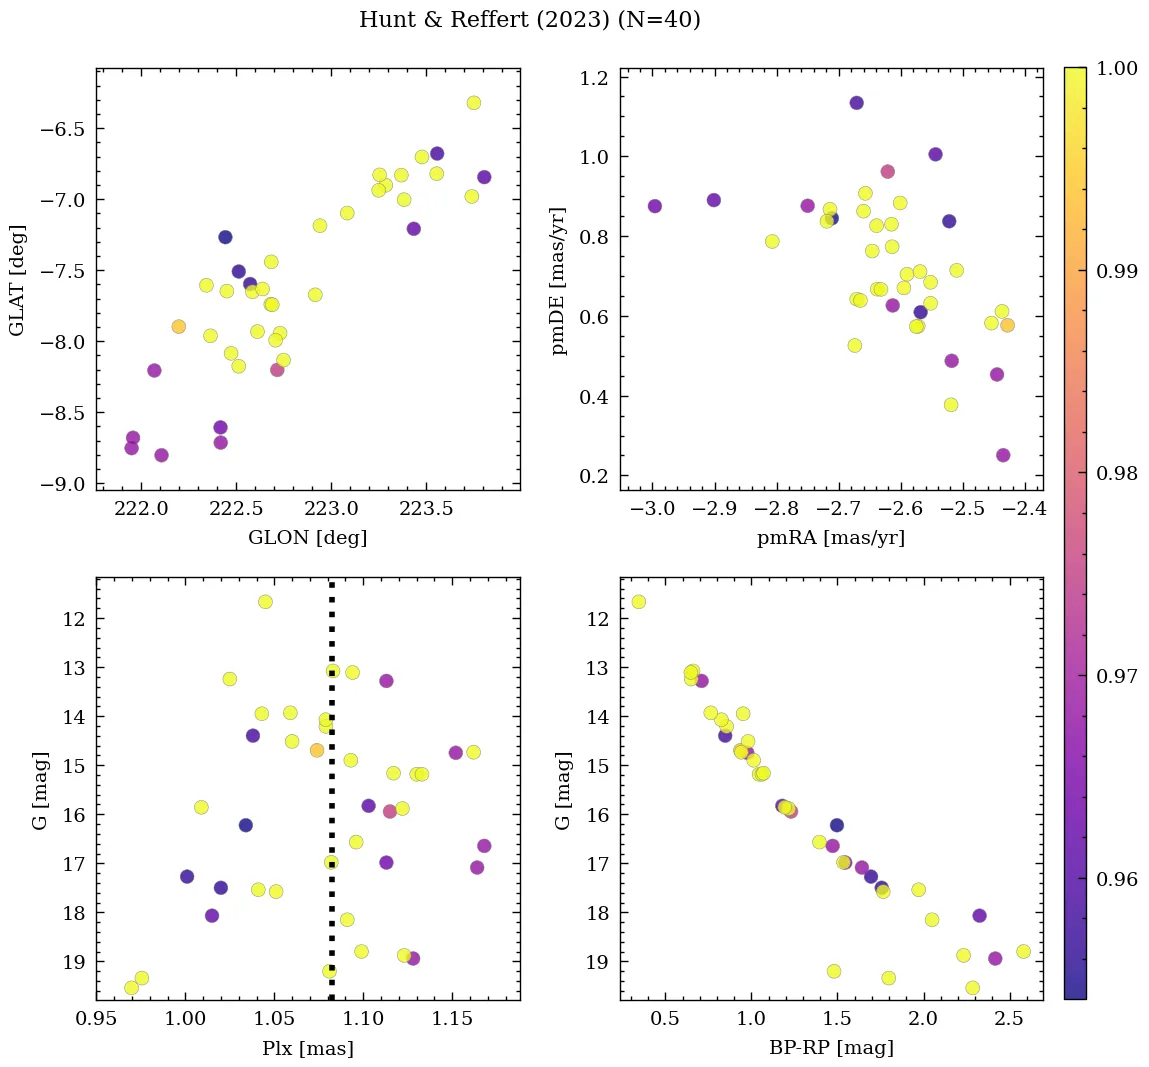 Hunt & Reffert (2023) (N=40)
−6.5
−7.0
−7.5
−8.0
−8.5
−9.0
GLAT [deg]
222.0 222.5 223.0 223.5
GLON [deg]
1.2
1.0
0.8
0.6
0.4
0.2
pmDE [mas/yr]
−3.0 −2.9 −2.8 −2.7 −2.6 −2.5 −2.4
pmRA [mas/yr]
12
13
14
15
16
17
18
19
G [mag]
0.95 1.00 1.05 1.10 1.15
Plx [mas]
12
13
14
15
16
17
18
19
G [mag]
0.5 1.0 1.5 2.0 2.5
BP-RP [mag]
1.00
0.99
0.98
0.97
0.96